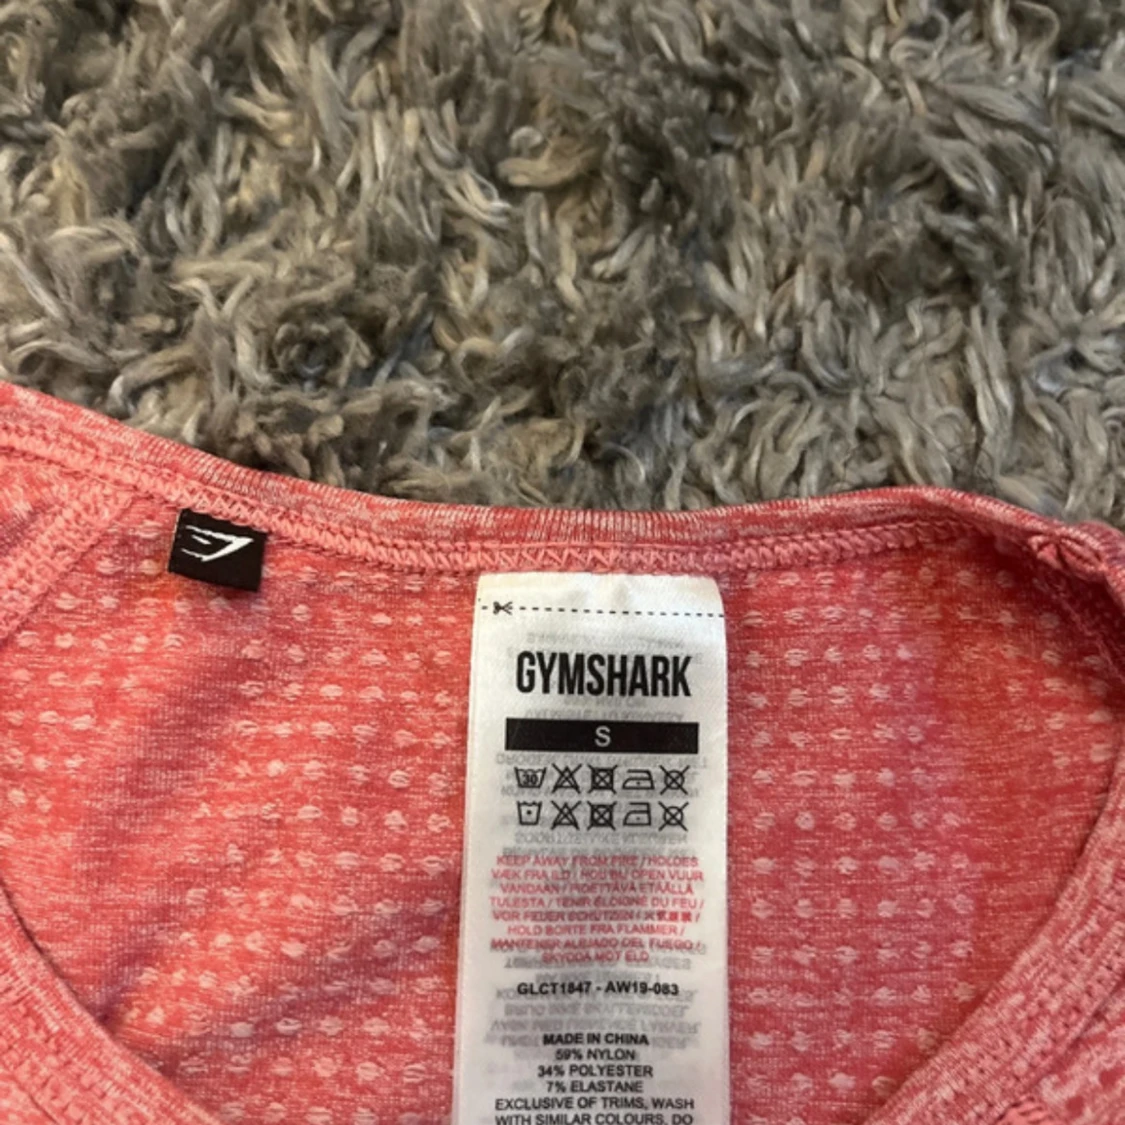 GYMSHARK
S
30
KEEP AWAY FROM FIRE / HOLDES
VÆK FRA ILD / HOU BIJ OPEN VUUR
VANDAAN / PIDETTÄVÄ ETÄÄLLÄ
TULESTA / TENIR ÉLOIGNÉ DU FEU /
VOR FEUER SCHÜTZEN /
HOLD BORTE FRA FLAMMER /
MANTENER ALEJADO DEL FUEGO /
SKYDDA MOT ELD
GLCT1847 - AW19-083
MADE IN CHINA
59% NYLON
34% POLYESTER
7% ELASTANE
EXCLUSIVE OF TRIMS, WASH
WITH SIMILAR COLOURS, DO